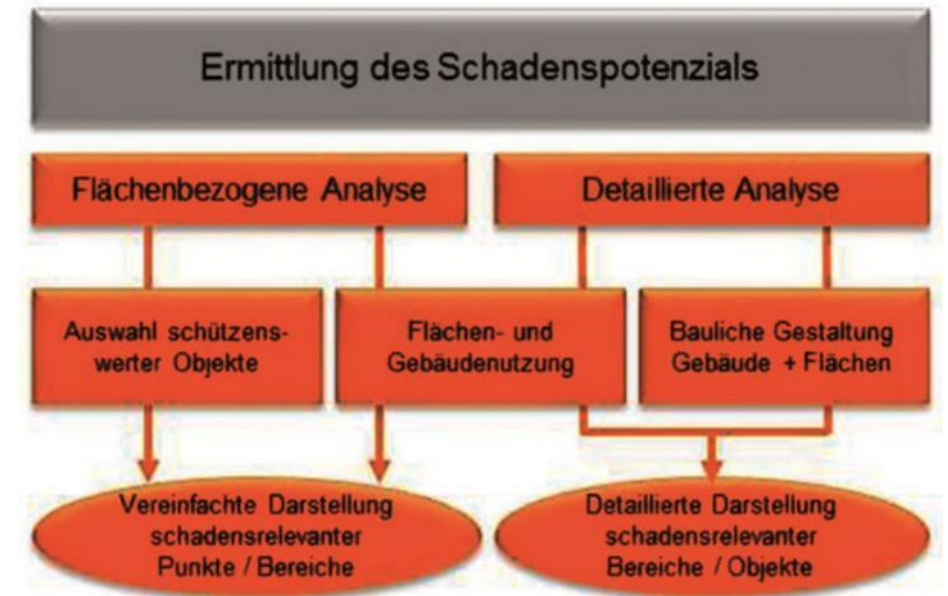 Ermittlung des Schadenspotenzials
Flächenbezogene Analyse
Detaillierte Analyse
Auswahl schützens-
werter Objekte
Flächen- und
Gebäudenutzung
Bauliche Gestaltung
Gebäude + Flächen
Vereinfachte Darstellung
schadensrelevanter
Punkte / Bereiche
Detaillierte Darstellung
schadensrelevanter
Bereiche / Objekte